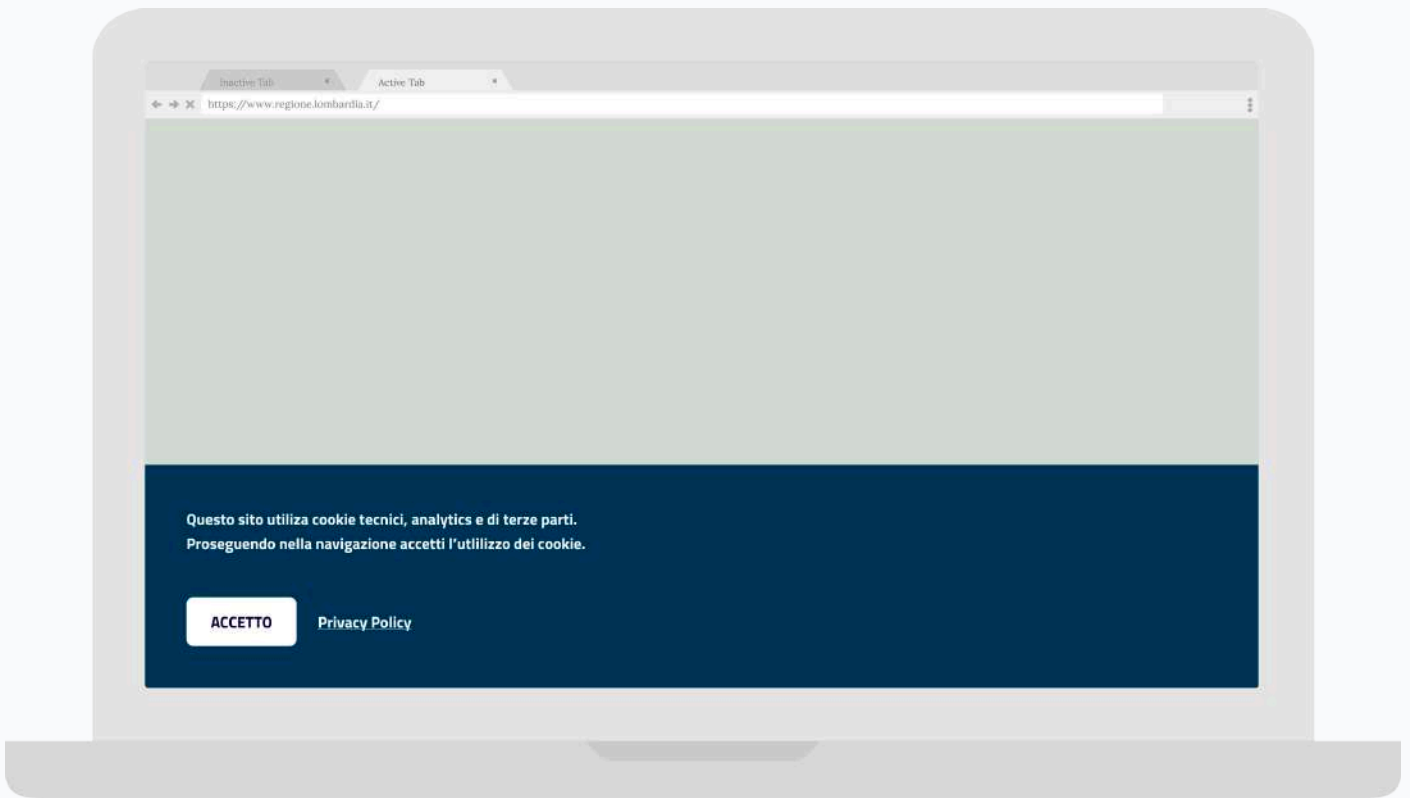 Inactive Tab
Active Tab
https://www.regione.lombardia.it/
Questo sito utiliza cookie tecnici, analytics e di terze parti.
Proseguendo nella navigazione accetti l'utlilizzo dei cookie.
ACCETTO Privacy Policy